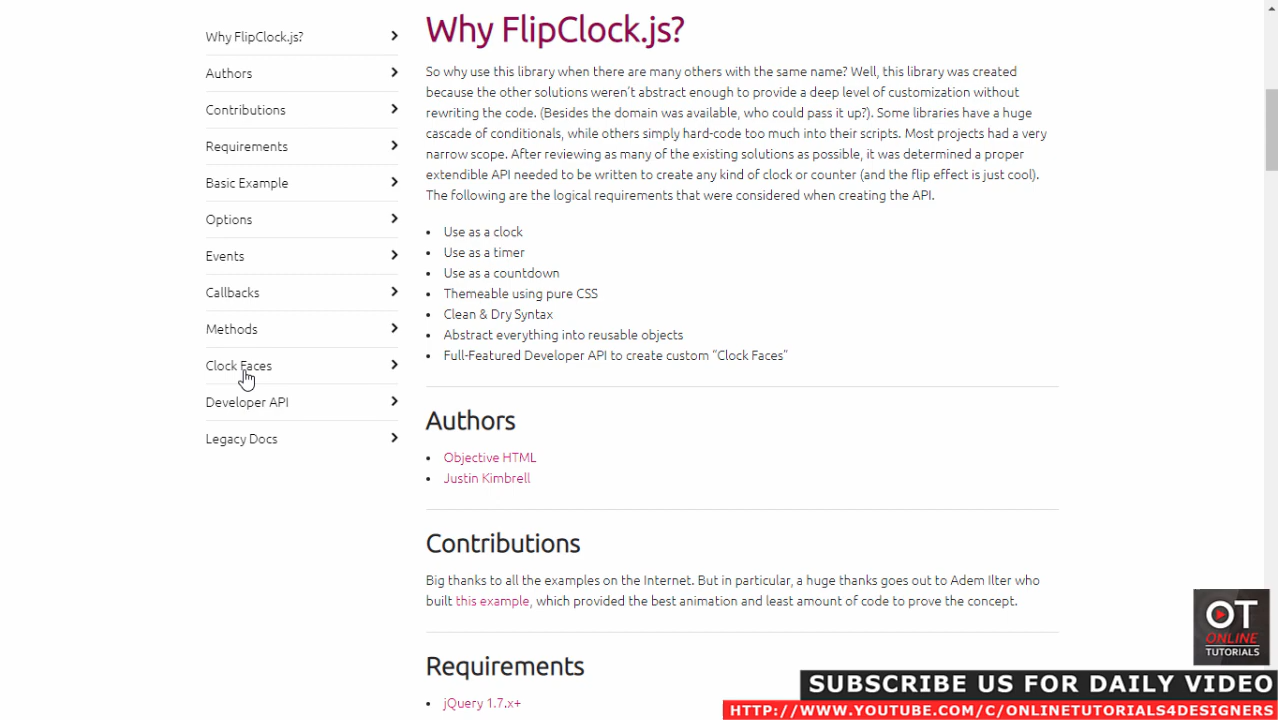 Why FlipClock.js?
Authors
Contributions
Requirements
Basic Example
Options
Events
Callbacks
Methods
Clock Faces
Developer API
Legacy Docs
Why FlipClock.js?
So why use this library when there are many others with the same name? Well, this library was created
because the other solutions weren't abstract enough to provide a deep level of customization without
rewriting the code. (Besides the domain was available, who could pass it up?). Some libraries have a huge
cascade of conditionals, while others simply hard-code too much into their scripts. Most projects had a very
narrow scope. After reviewing as many of the existing solutions as possible, it was determined a proper
extendible API needed to be written to create any kind of clock or counter (and the flip effect is just cool).
The following are the logical requirements that were considered when creating the API.
• Use as a clock
• Use as a timer
• Use as a countdown
• Themeable using pure CSS
• Clean & Dry Syntax
• Abstract everything into reusable objects
• Full-Featured Developer API to create custom "Clock Faces"
Authors
• Objective HTML
• Justin Kimbrell
Contributions
Big thanks to all the examples on the Internet. But in particular, a huge thanks goes out to Adem Ilter who
built this example, which provided the best animation and least amount of code to prove the concept.
Requirements
• jQuery 1.7.x+
OT
ONLINE
TUTORIALS
SUBSCRIBE US FOR DAILY VIDEO
HTTP://WWW.YOUTUBE.COM/C/ONLINETUTORIALS4DESIGNERS